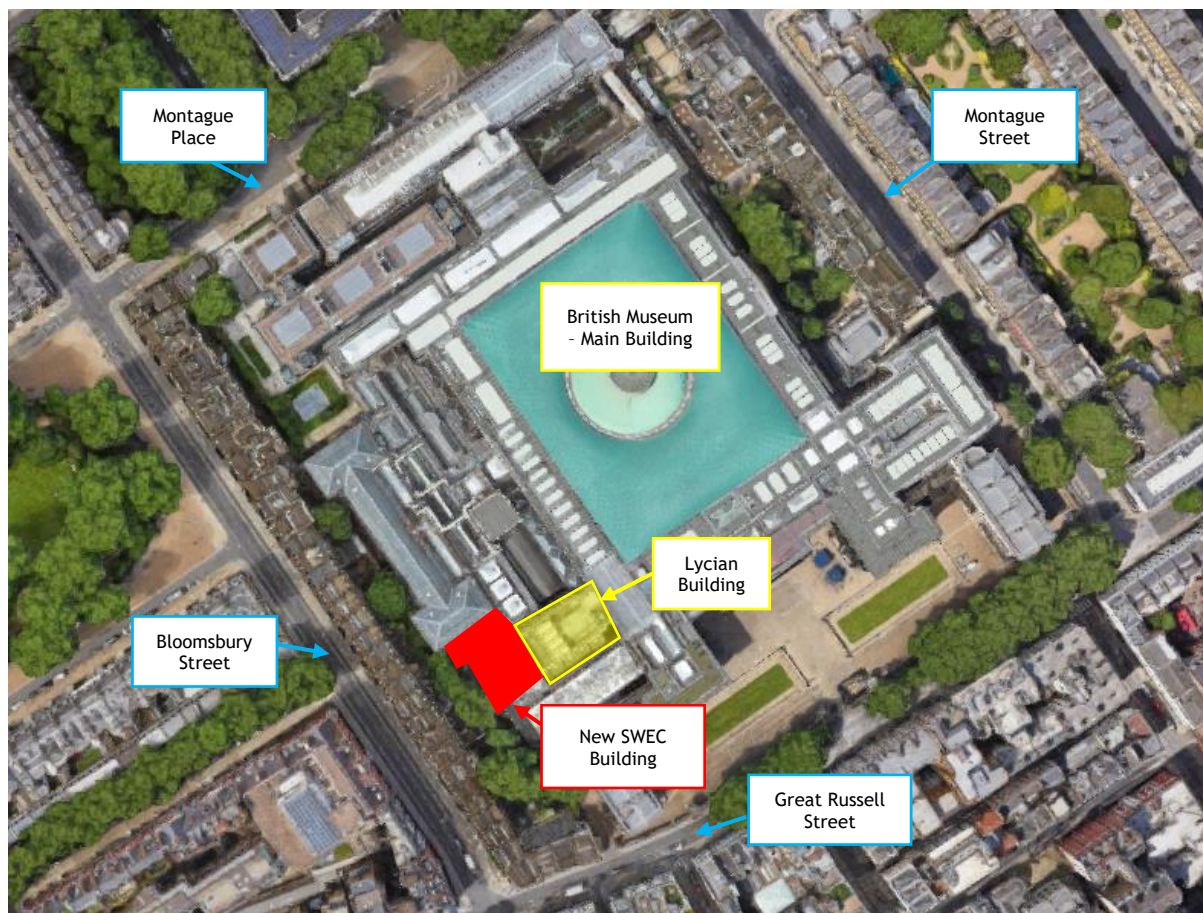 Montague
Place
Montague
Street
British Museum
– Main Building
Lycian
Building
Bloomsbury
Street
New SWEC
Building
Great Russell
Street